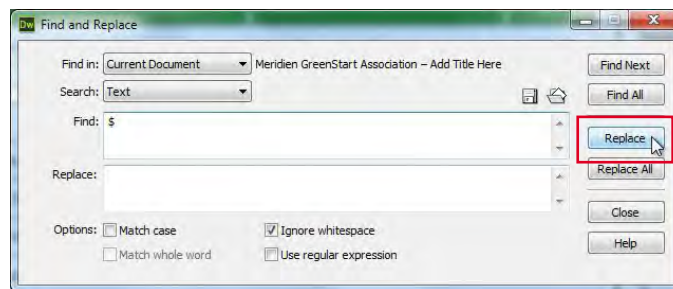 Dw Find and Replace
Find in: Current Document Meridien GreenStart Association – Add Title Here
Find Next
Search: Text
Find All
Find: $
Replace
Replace:
Replace All
Close
Options: Match case Ignore whitespace
Help
Match whole word Use regular expression